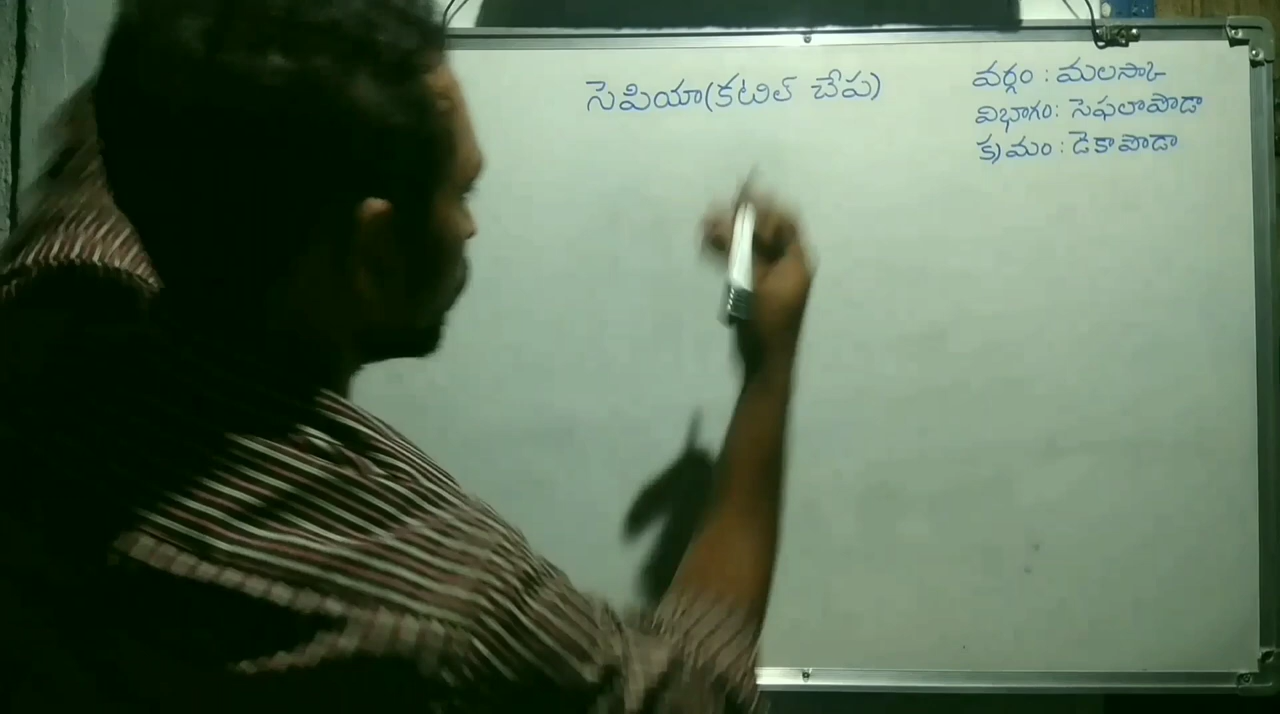 సెపియా(కటిల్ చేప)
వర్గం : మలస్కా
విభాగం: సెఫలాపొడా
క్రమం : డెకాపొడా